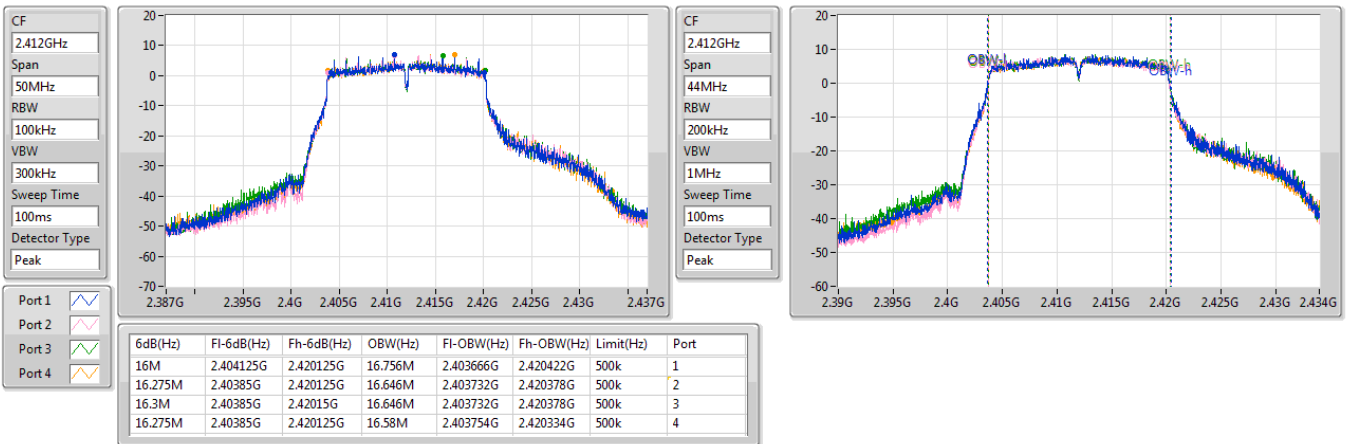 CF
2.412GHz
Span
50MHz
RBW
100kHz
VBW
300kHz
Sweep Time
100ms
Detector Type
Peak
20
10
0
-10
-20
-30
-40
-50
-60
-70
2.387G 2.395G 2.4G 2.405G 2.41G 2.415G 2.42G 2.425G 2.43G 2.437G
CF
2.412GHz
Span
44MHz
RBW
200kHz
VBW
1MHz
Sweep Time
100ms
Detector Type
Peak
20
10
0
-10
-20
-30
-40
-50
-60
OBW-h
2.39G 2.395G 2.4G 2.405G 2.41G 2.415G 2.42G 2.425G 2.43G 2.434G
Port 1
Port 2
Port 3
Port 4
6dB(Hz) Fl-6dB(Hz) Fh-6dB(Hz) OBW(Hz) Fl-OBW(Hz) Fh-OBW(Hz) Limit(Hz) Port
16M 2.404125G 2.420125G 16.756M 2.403666G 2.420422G 500k 1
16.275M 2.40385G 2.420125G 16.646M 2.403732G 2.420378G 500k 2
16.3M 2.40385G 2.42015G 16.646M 2.403732G 2.420378G 500k 3
16.275M 2.40385G 2.420125G 16.58M 2.403754G 2.420334G 500k 4